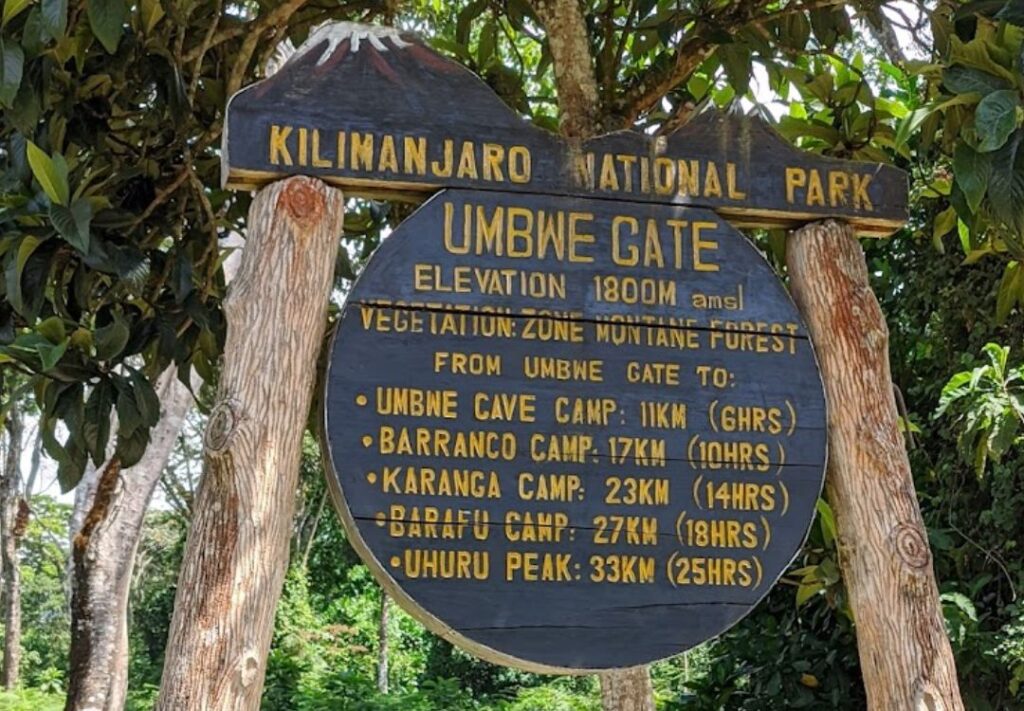 KILIMANJARO NATIONAL PARK
UMBWE GATE
ELEVATION 1800M amsl
VEGETATION: ZONE MONTANE FOREST
FROM UMBWE GATE TO:
• UMBWE CAVE CAMP: 11KM (6HRS)
• BARRANCO CAMP: 17KM (10HRS)
• KARANGA CAMP: 23KM (14HRS)
• BARAFU CAMP: 27KM (18HRS)
• UHURU PEAK: 33KM (25HRS)